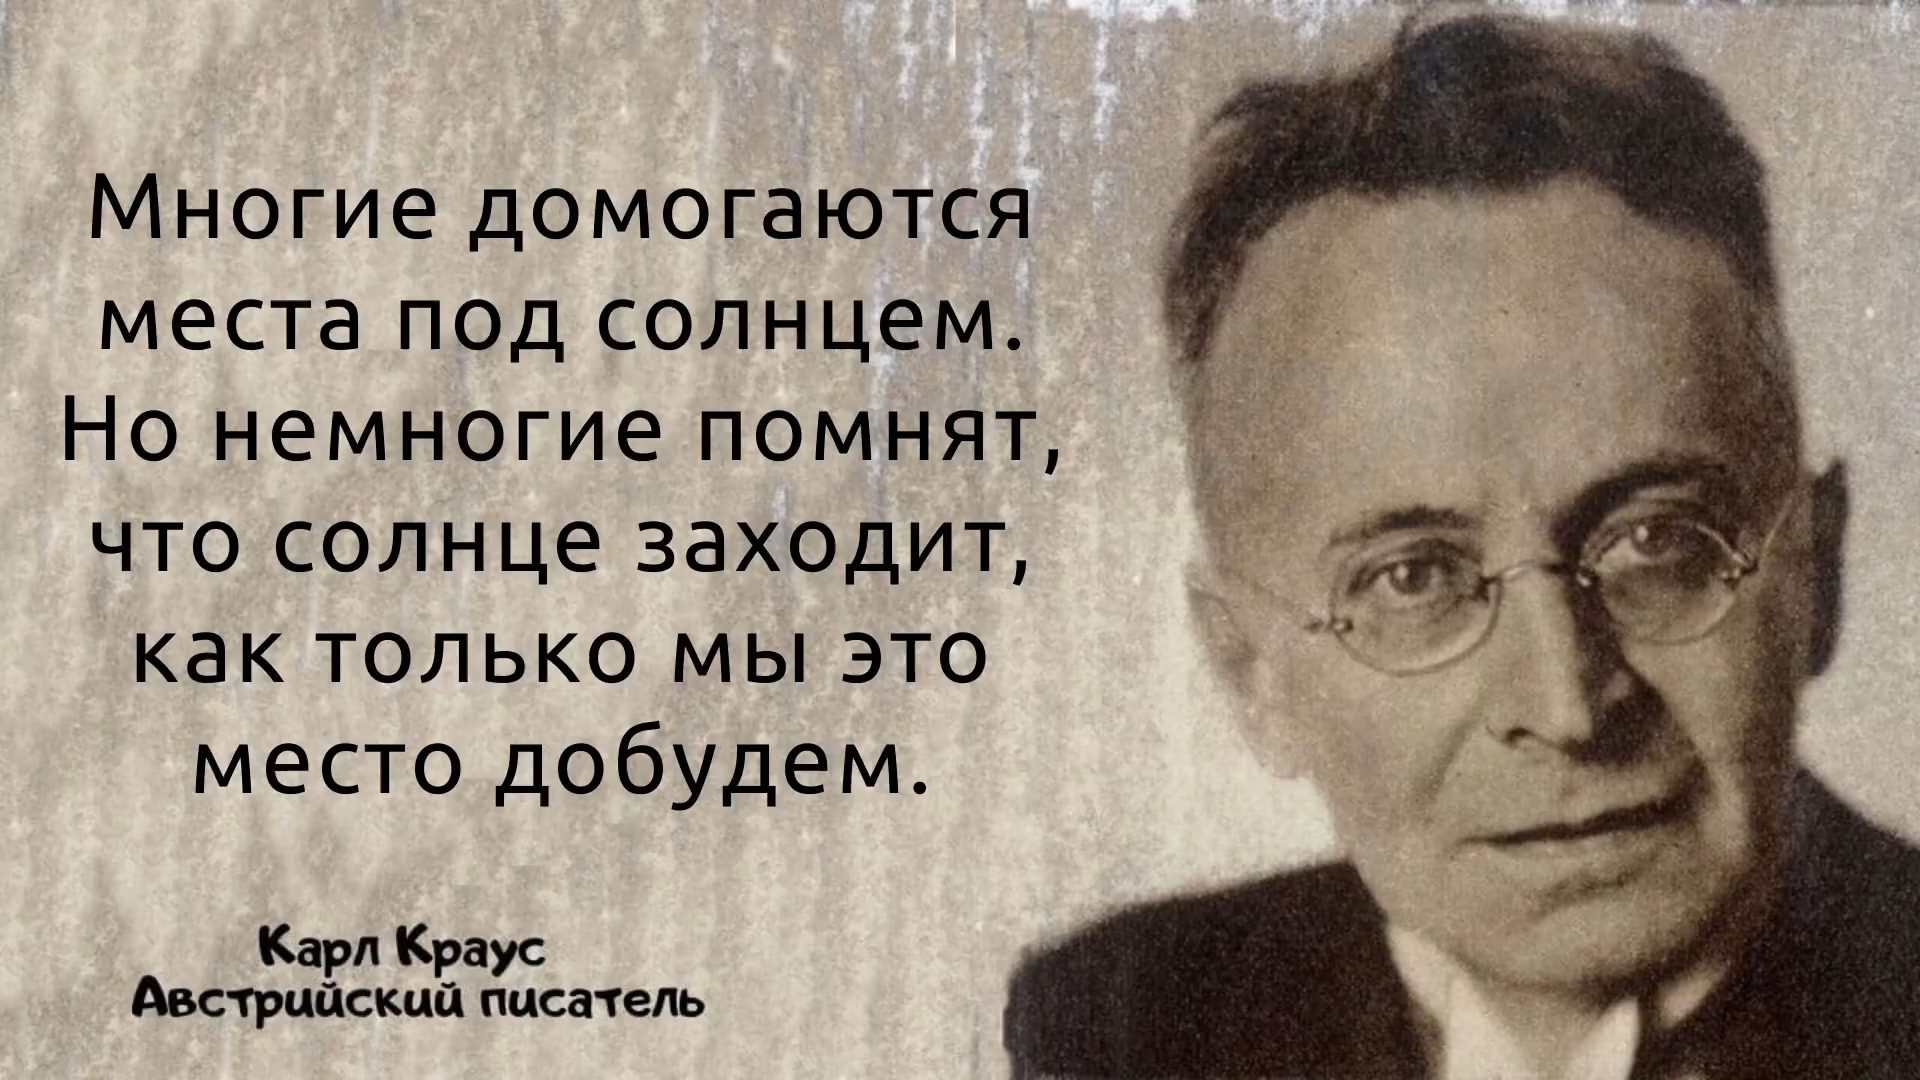 Многие домогаются
места под солнцем.
Но немногие помнят,
что солнце заходит,
как только мы это
место добудем.
Карл Краус
Австрийский писатель